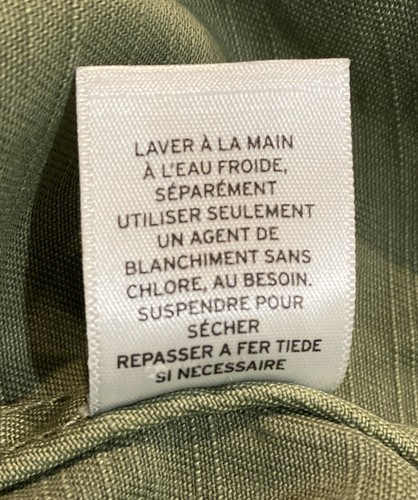 LAVER À LA MAIN
À L'EAU FROIDE,
SÉPARÉMENT
UTILISER SEULEMENT
UN AGENT DE
BLANCHIMENT SANS
CHLORE, AU BESOIN.
SUSPENDRE POUR
SÉCHER
REPASSER A FER TIEDE
SI NECESSAIRE